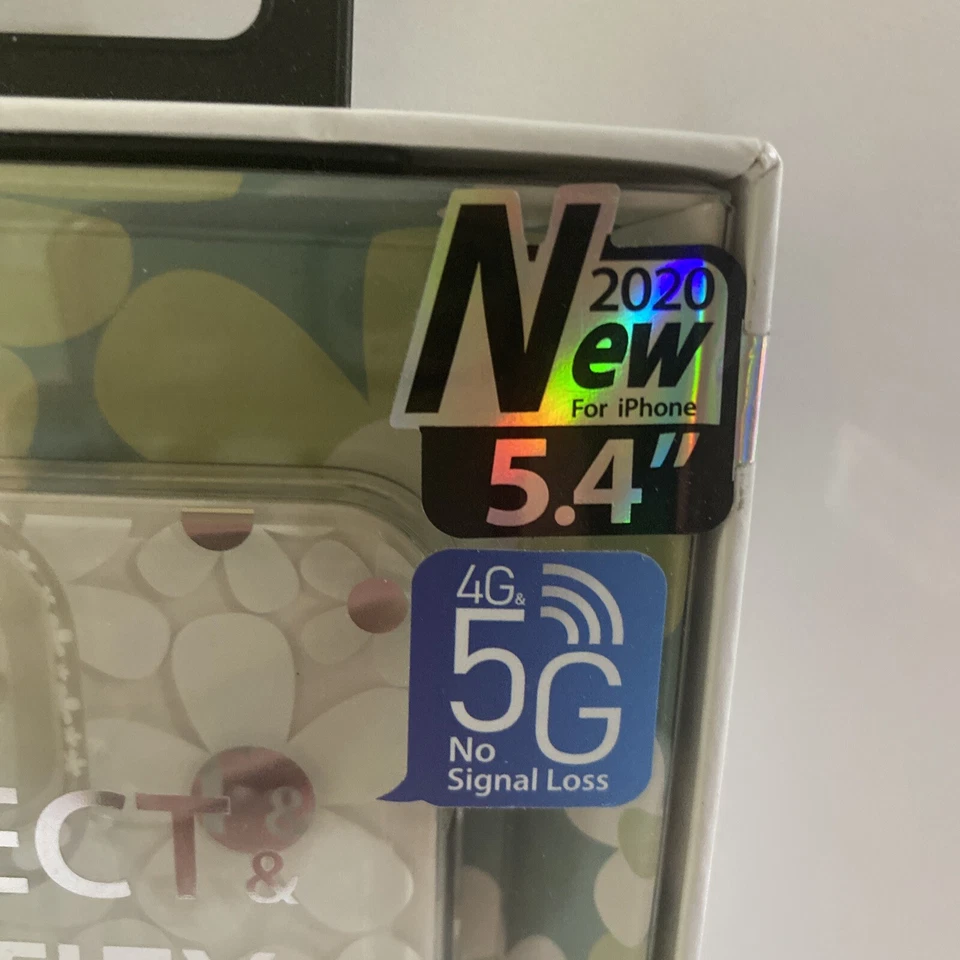 2020
New
For iPhone
5.4"
4G &
5G
No
Signal Loss
ECT
&